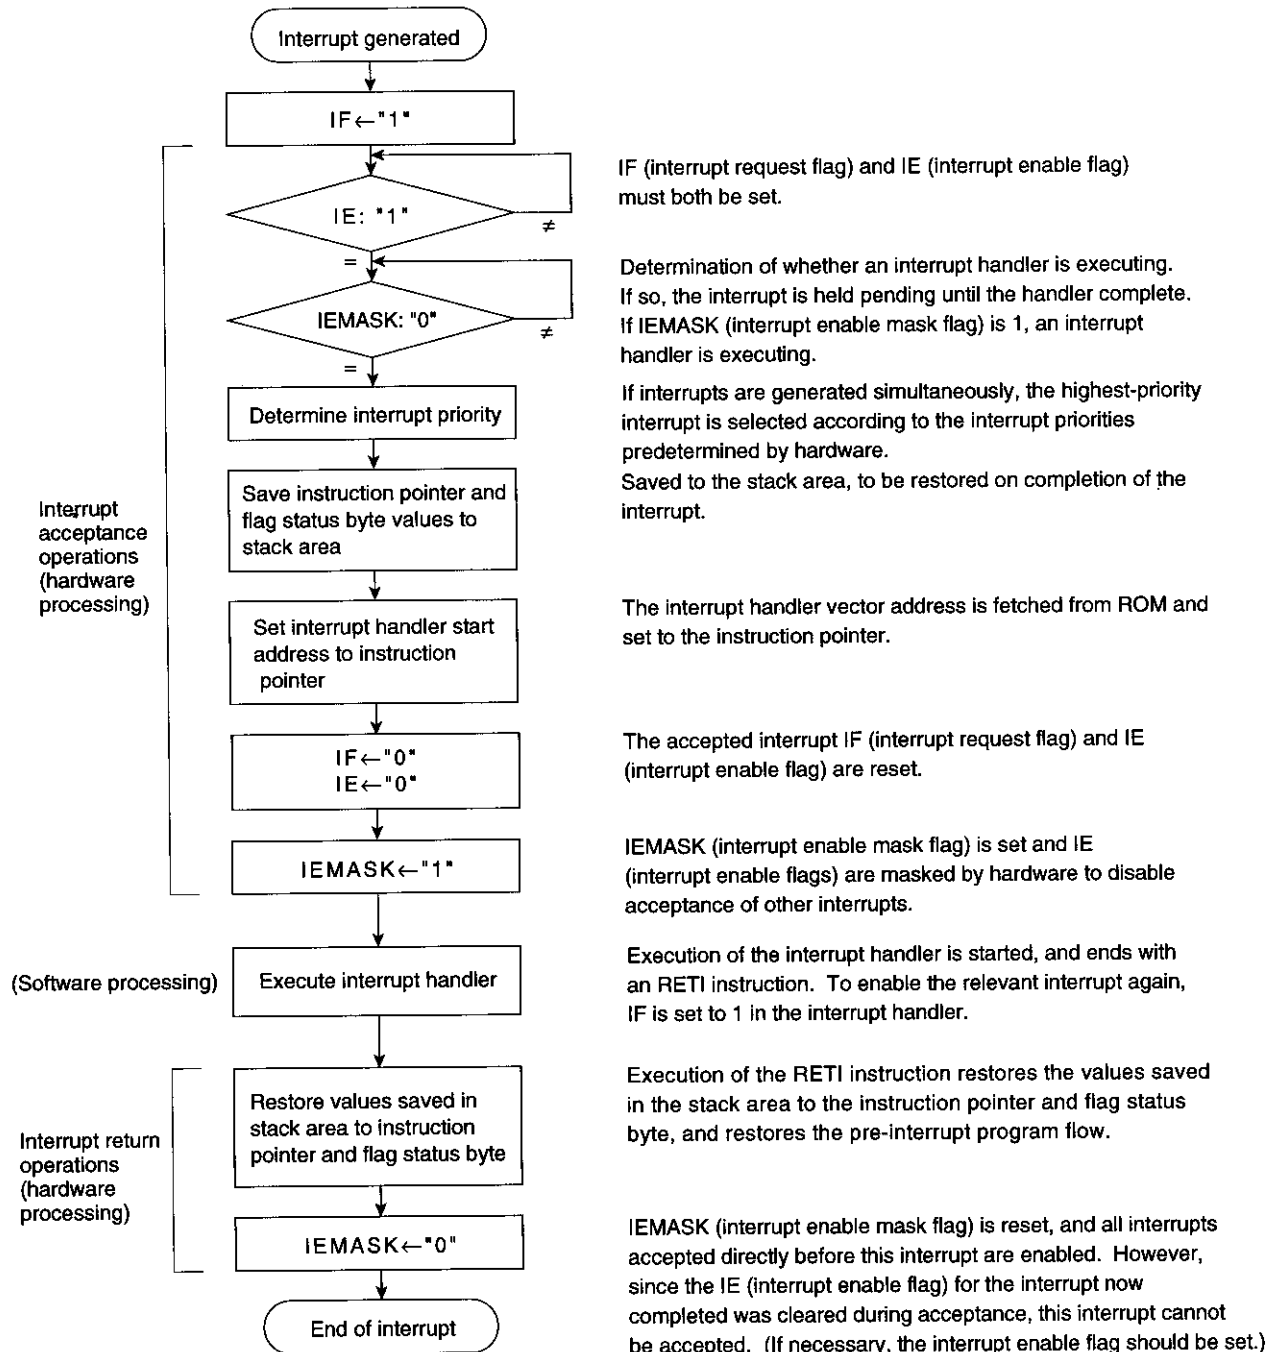 Interrupt generated
IF←"1"
IF (interrupt request flag) and IE (interrupt enable flag)
must both be set.
IE: "1"
≠
=
Determination of whether an interrupt handler is executing.
If so, the interrupt is held pending until the handler complete.
If IEMASK (interrupt enable mask flag) is 1, an interrupt
handler is executing.
IEMASK: "0"
≠
=
Determine interrupt priority
If interrupts are generated simultaneously, the highest-priority
interrupt is selected according to the interrupt priorities
predetermined by hardware.
Interrupt
acceptance
operations
(hardware
processing)
Save instruction pointer and
flag status byte values to
stack area
Saved to the stack area, to be restored on completion of the
interrupt.
Set interrupt handler start
address to instruction
pointer
The interrupt handler vector address is fetched from ROM and
set to the instruction pointer.
IF←"0"
IE←"0"
The accepted interrupt IF (interrupt request flag) and IE
(interrupt enable flag) are reset.
IEMASK←"1"
IEMASK (interrupt enable mask flag) is set and IE
(interrupt enable flags) are masked by hardware to disable
acceptance of other interrupts.
(Software processing)
Execute interrupt handler
Execution of the interrupt handler is started, and ends with
an RETI instruction. To enable the relevant interrupt again,
IF is set to 1 in the interrupt handler.
Interrupt return
operations
(hardware
processing)
Restore values saved in
stack area to instruction
pointer and flag status byte
Execution of the RETI instruction restores the values saved
in the stack area to the instruction pointer and flag status
byte, and restores the pre-interrupt program flow.
IEMASK←"0"
IEMASK (interrupt enable mask flag) is reset, and all interrupts
accepted directly before this interrupt are enabled. However,
since the IE (interrupt enable flag) for the interrupt now
completed was cleared during acceptance, this interrupt cannot
be accepted. (If necessary, the interrupt enable flag should be set.)
End of interrupt